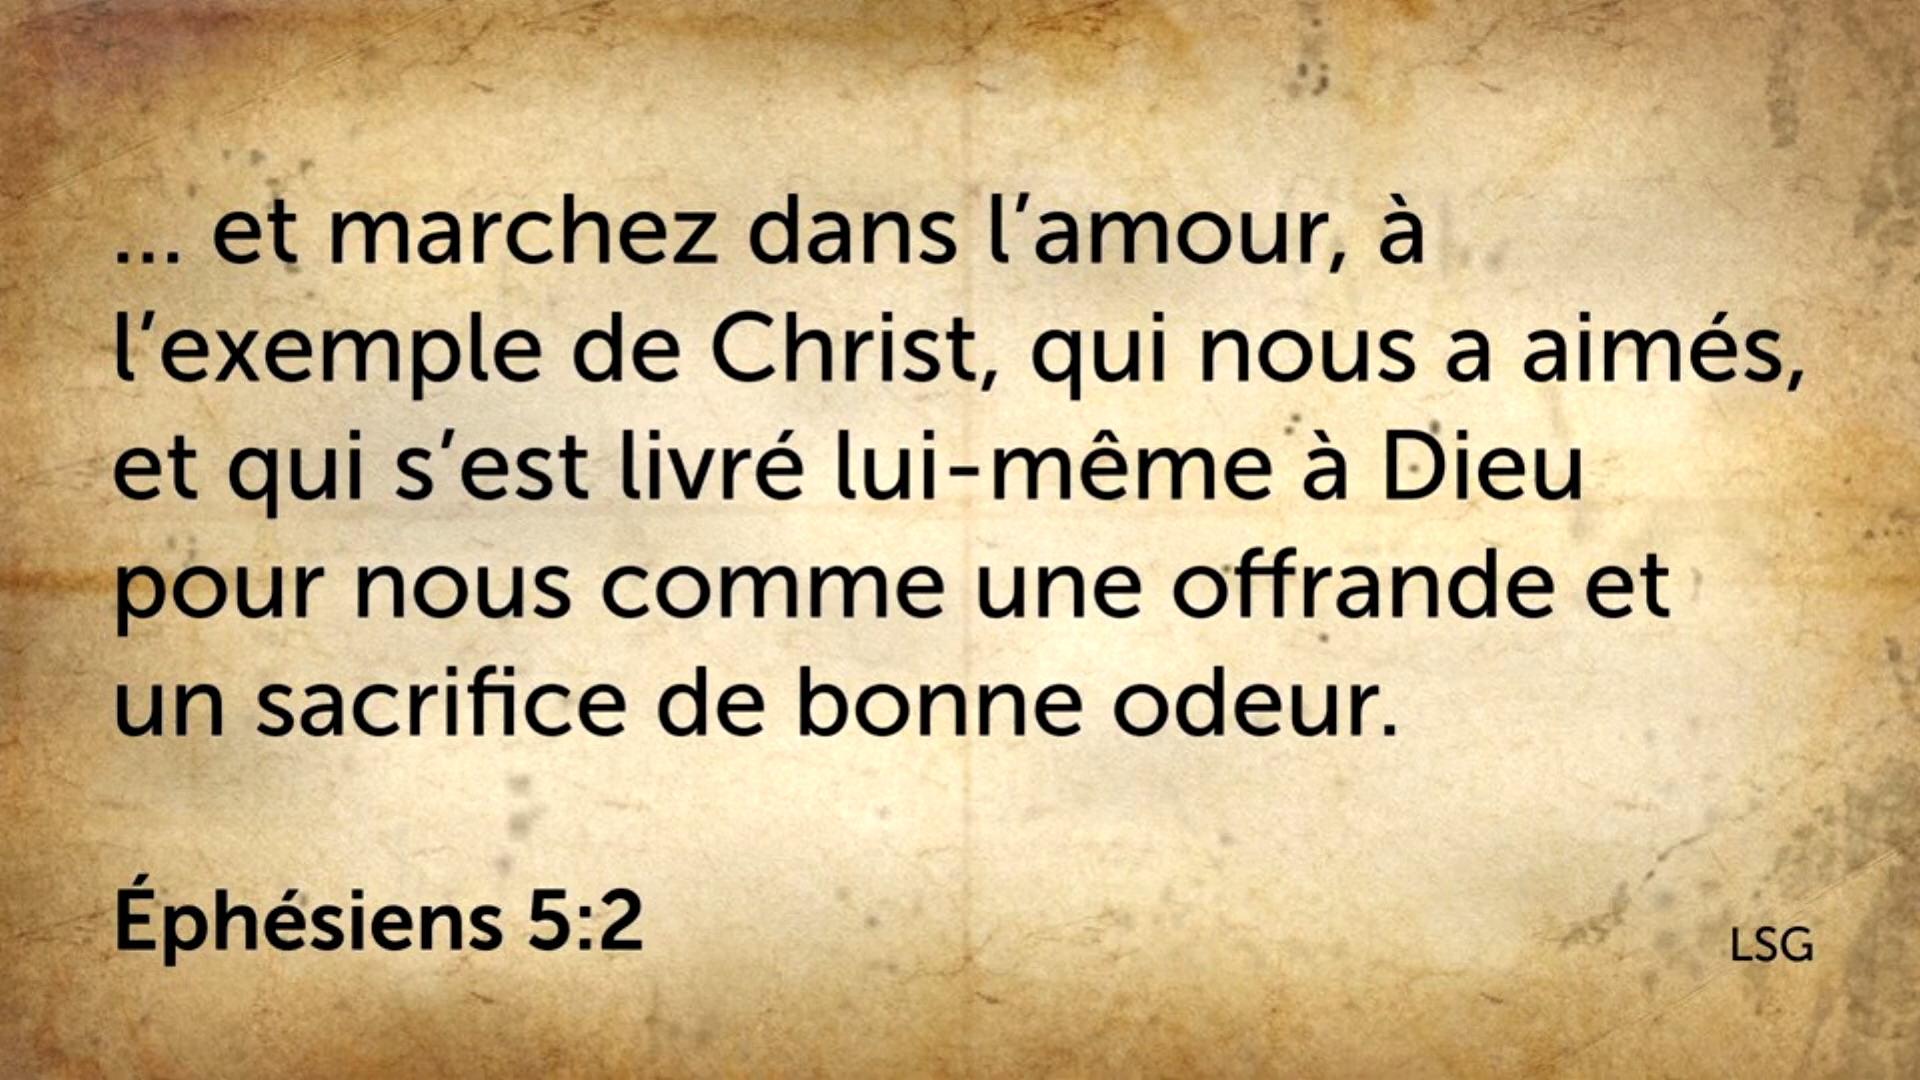 ... et marchez dans l’amour, à
l’exemple de Christ, qui nous a aimés,
et qui s’est livré lui-même à Dieu
pour nous comme une offrande et
un sacrifice de bonne odeur.
Éphésiens 5:2
LSG